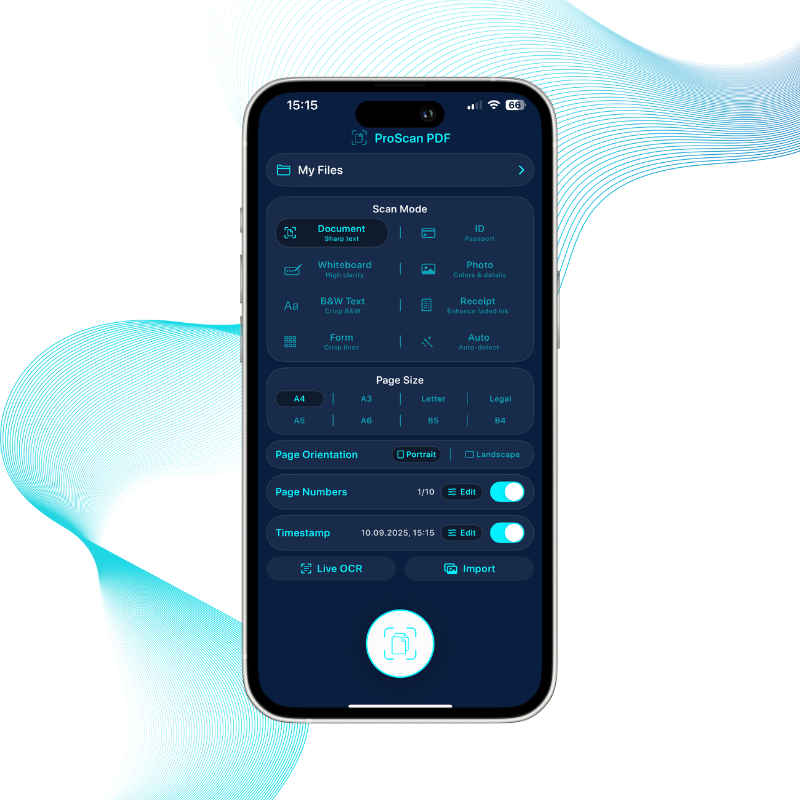 15:15
66
ProScan PDF
My Files
Scan Mode
Document
Sharp text
ID
Passport
Whiteboard
High clarity
Photo
Colors & details
Aa
B&W Text
Crisp B&W
Receipt
Enhance faded ink
Form
Crisp lines
Auto
Auto-detect
Page Size
A4 A3 Letter Legal
A5 A6 B5 B4
Page Orientation Portrait Landscape
Page Numbers 1/10 Edit
Timestamp 10.09.2025, 15:15 Edit
Live OCR Import